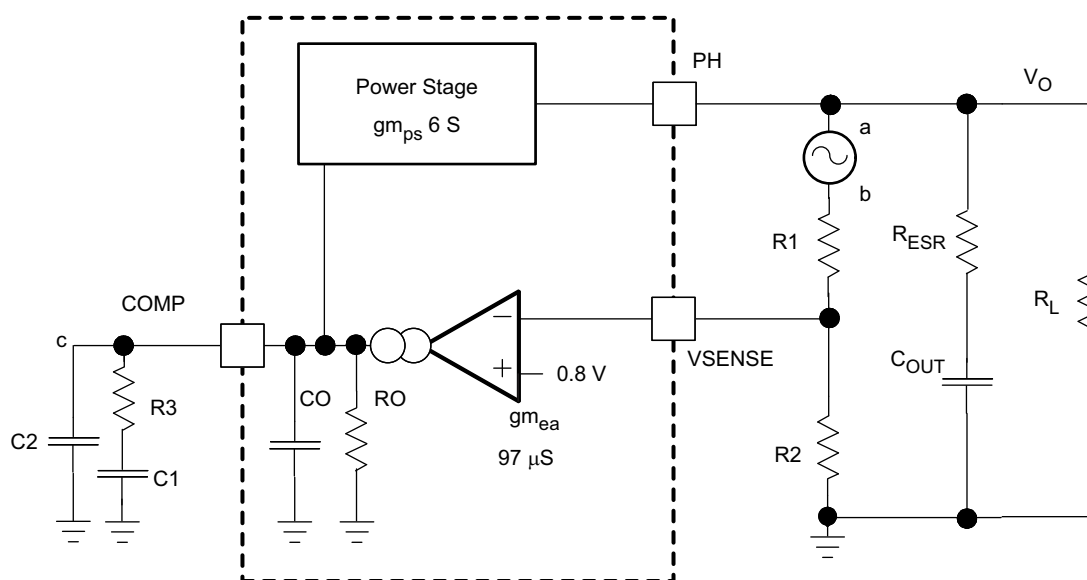 Power Stage
gm_ps 6 S
PH
V_O
a
b
R1
R_ESR
R_L
COMP
c
R3
C2
C1
CO
RO
−
+
0.8 V
gm_ea
97 μS
VSENSE
C_OUT
R2